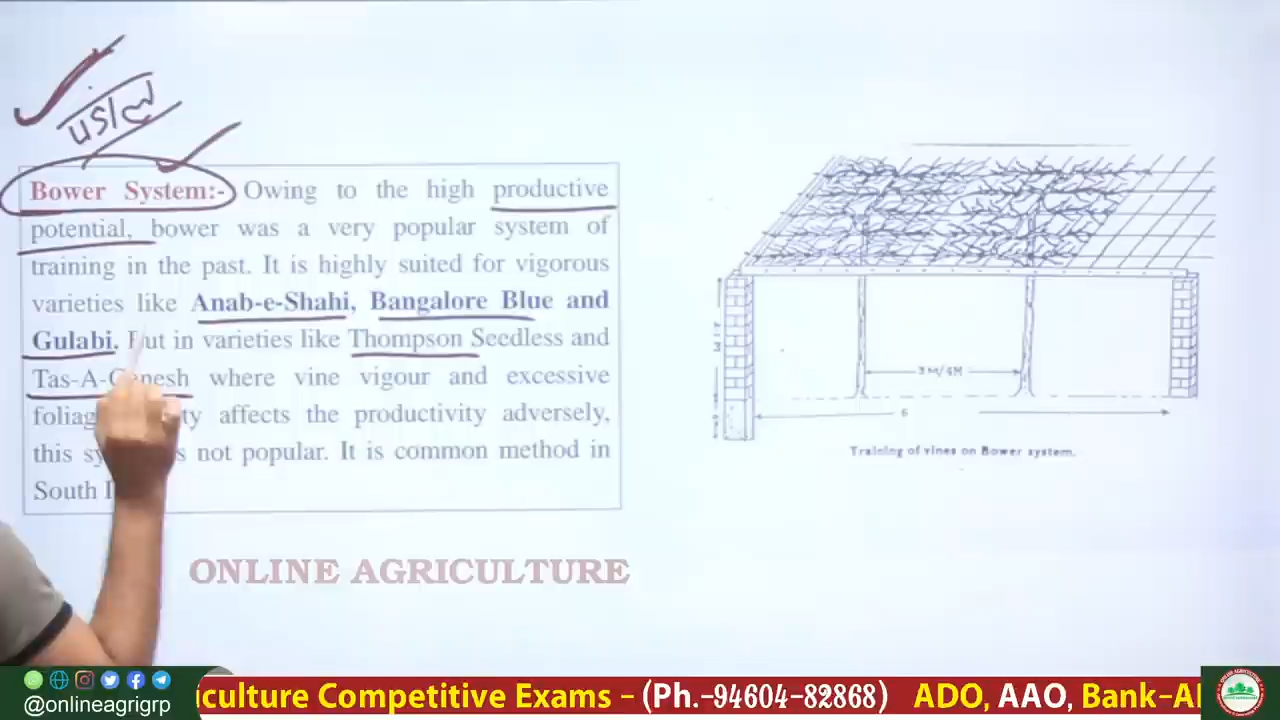 पंडाल
Bower System:- Owing to the high productive
potential, bower was a very popular system of
training in the past. It is highly suited for vigorous
varieties like Anab-e-Shahi, Bangalore Blue and
Gulabi. But in varieties like Thompson Seedless and
Tas-A-Ganesh where vine vigour and excessive
affects the productivity adversely,
this not popular. It is common method in
South
3M/4M
6
Training of vines on Bower system.
ONLINE AGRICULTURE
@onlineagrigrp
iculture Competitive Exams - (Ph.-94604-82868) ADO, AAO, Bank-A